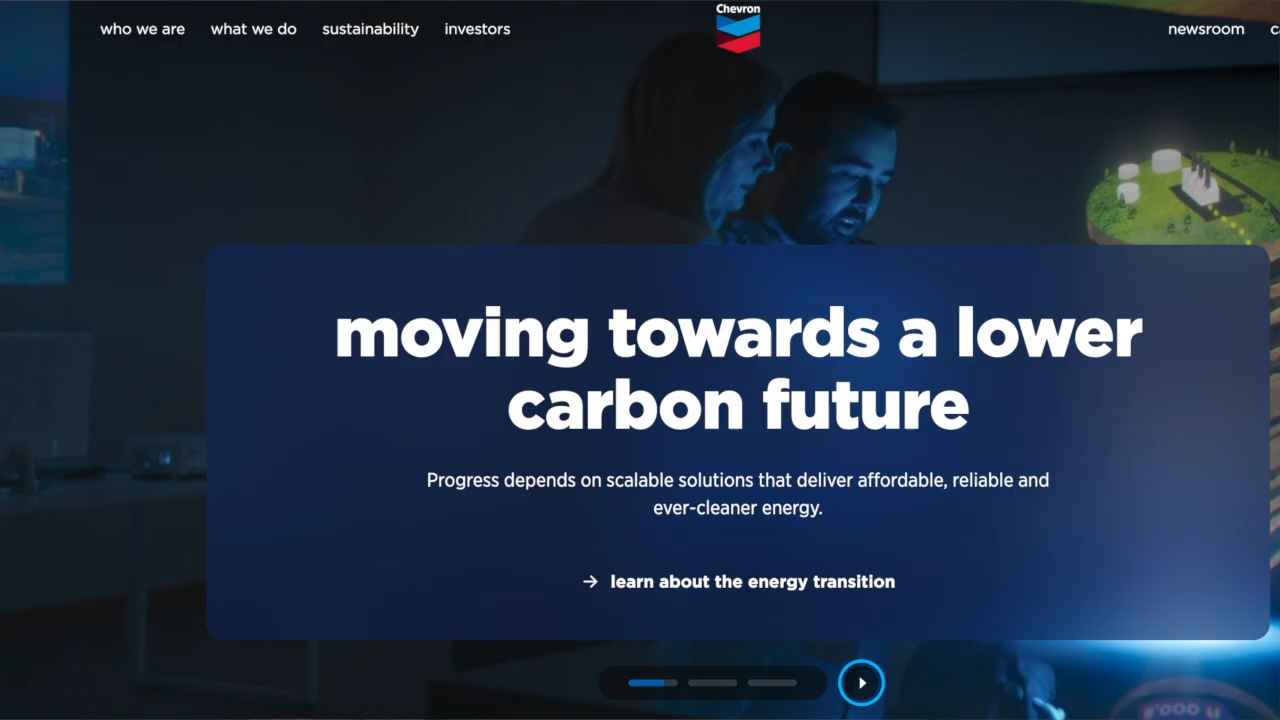 Chevron
who we are what we do sustainability investors
newsroom
moving towards a lower
carbon future
Progress depends on scalable solutions that deliver affordable, reliable and
ever-cleaner energy.
→ learn about the energy transition